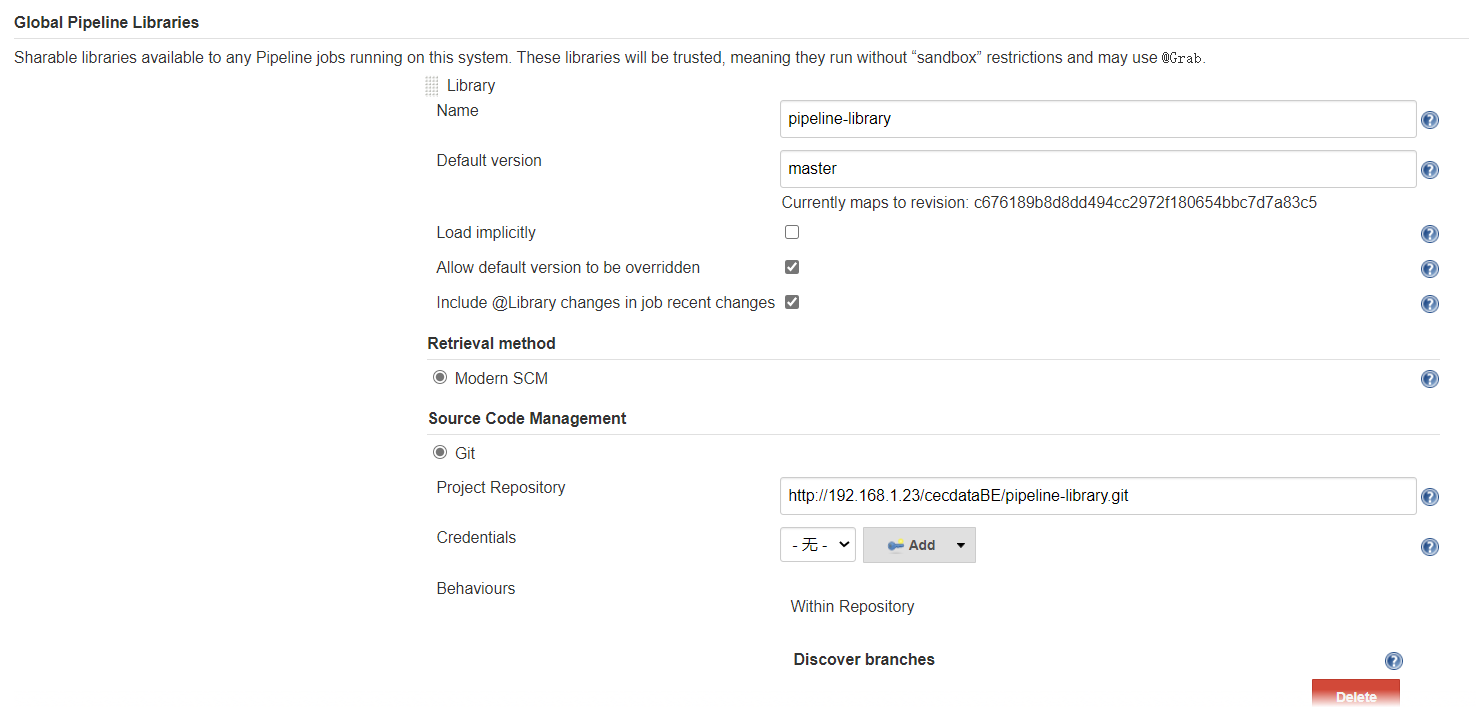 Global Pipeline Libraries
Sharable libraries available to any Pipeline jobs running on this system. These libraries will be trusted, meaning they run without “sandbox” restrictions and may use @Grab.
Library
Name
pipeline-library
Default version
master
Currently maps to revision: c676189b8d8dd494cc2972f180654bbc7d7a83c5
Load implicitly
Allow default version to be overridden
Include @Library changes in job recent changes
Retrieval method
Modern SCM
Source Code Management
Git
Project Repository
http://192.168.1.23/cecdataBE/pipeline-library.git
Credentials
- 无 - Add
Behaviours
Within Repository
Discover branches
Delete